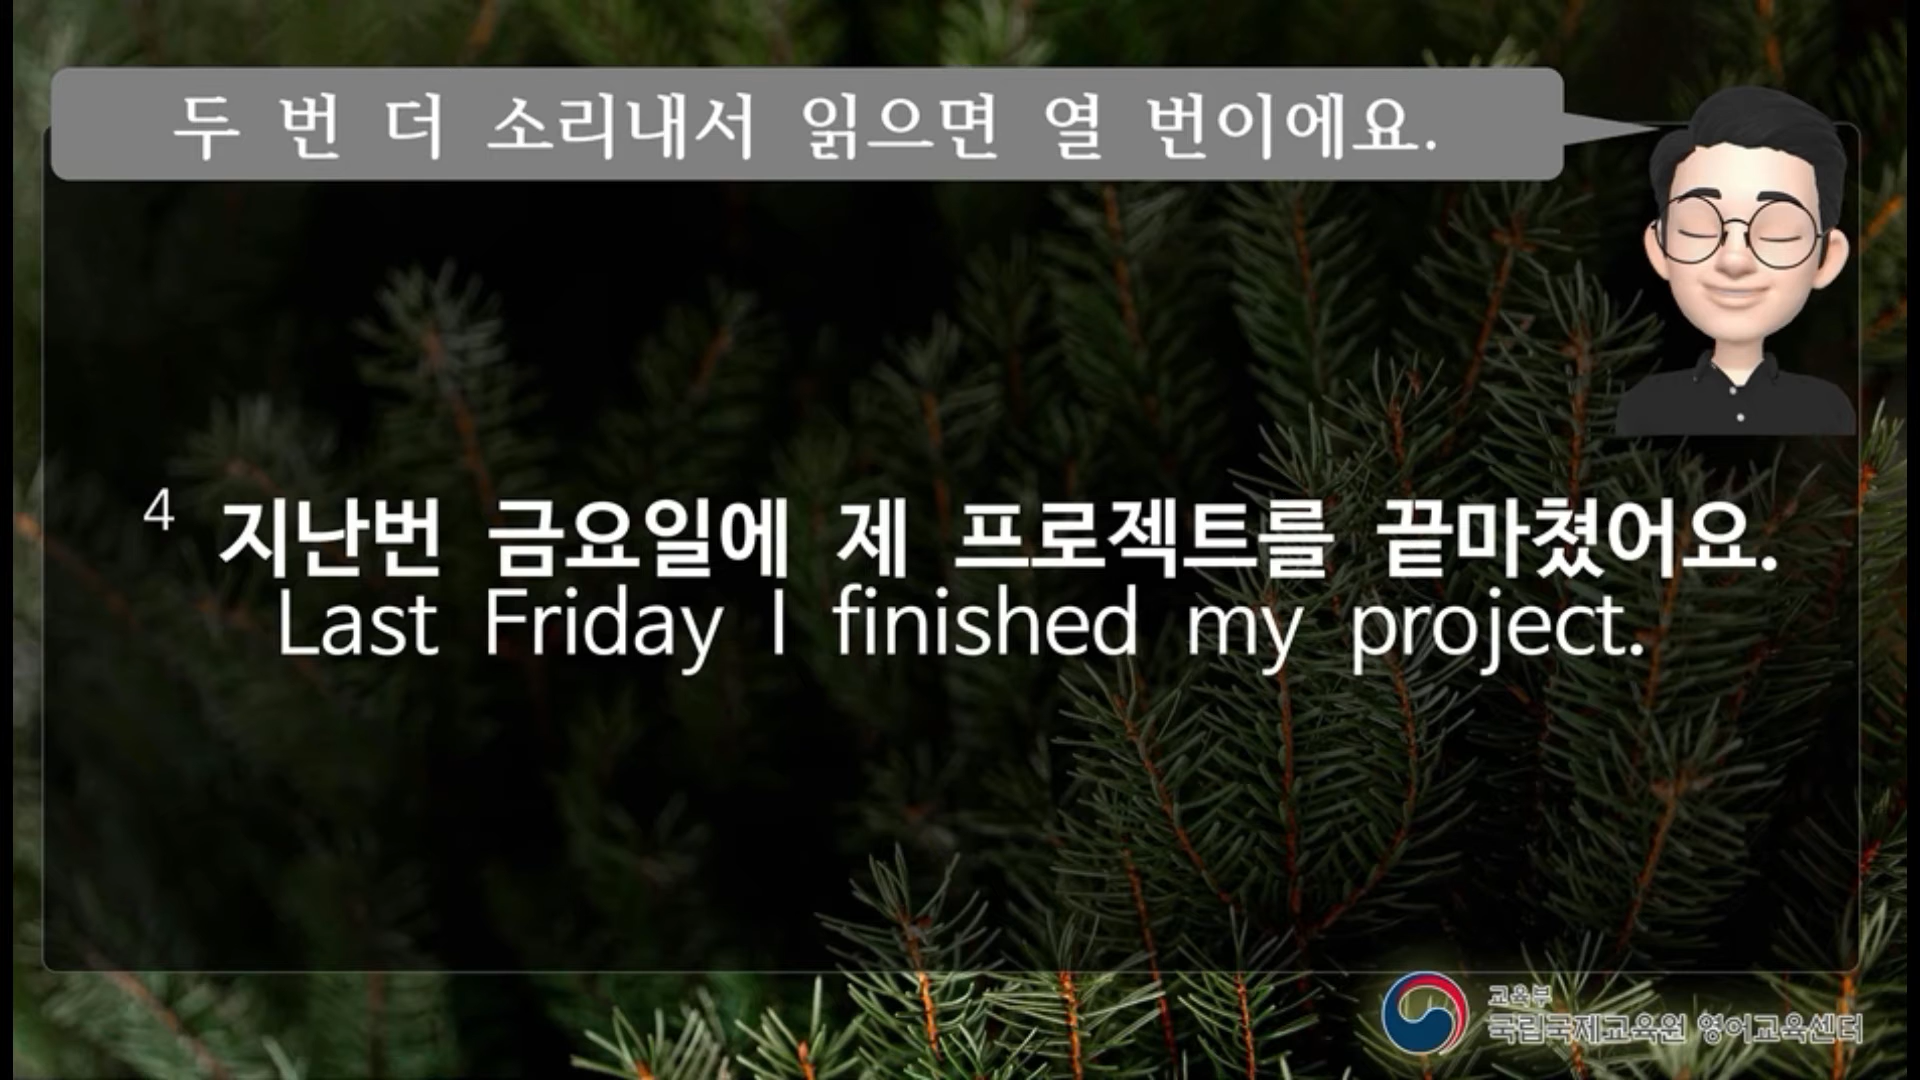 두 번 더 소리내서 읽으면 열 번이에요.
4 지난번 금요일에 제 프로젝트를 끝마쳤어요.
Last Friday I finished my project.
교육부
국립국제교육원 영어교육센터